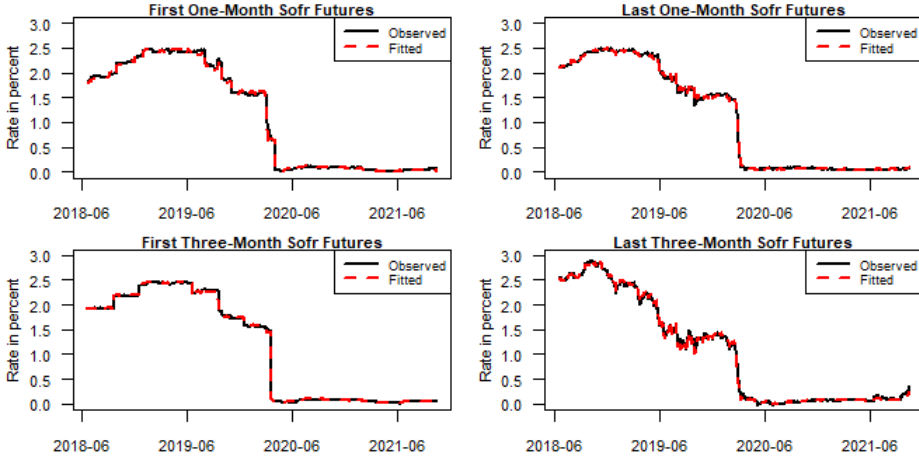 First One-Month Sofr Futures
Rate in percent
3.0
2.5
2.0
1.5
1.0
0.5
0.0
Observed
Fitted
2018-06 2019-06 2020-06 2021-06
Last One-Month Sofr Futures
Rate in percent
3.0
2.5
2.0
1.5
1.0
0.5
0.0
Observed
Fitted
2018-06 2019-06 2020-06 2021-06
First Three-Month Sofr Futures
Rate in percent
3.0
2.5
2.0
1.5
1.0
0.5
0.0
Observed
Fitted
2018-06 2019-06 2020-06 2021-06
Last Three-Month Sofr Futures
Rate in percent
3.0
2.5
2.0
1.5
1.0
0.5
0.0
Observed
Fitted
2018-06 2019-06 2020-06 2021-06